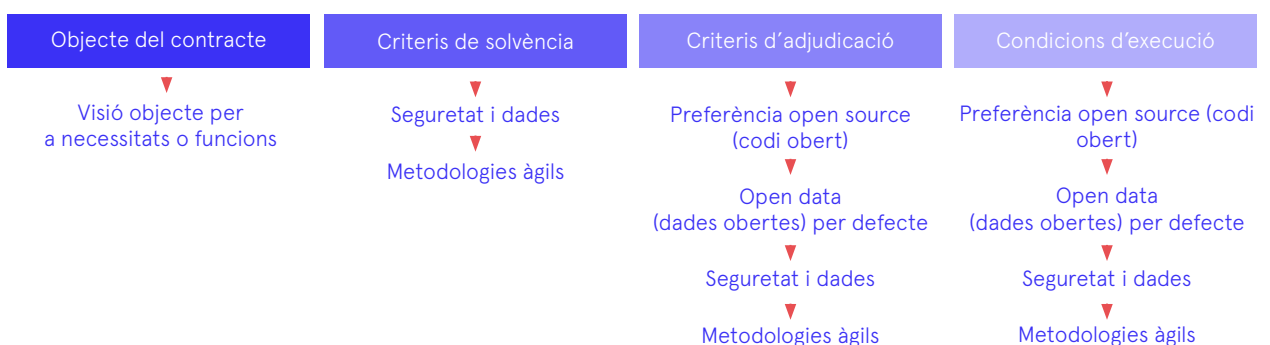 Objecte del contracte
Visió objecte per
a necessitats o funcions
Criteris de solvència
Seguretat i dades
Metodologies àgils
Criteris d'adjudicació
Preferència open source
(codi obert)
Open data
(dades obertes) per defecte
Seguretat i dades
Metodologies àgils
Condicions d'execució
Preferència open source (codi
obert)
Open data
(dades obertes) per defecte
Seguretat i dades
Metodologies àgils